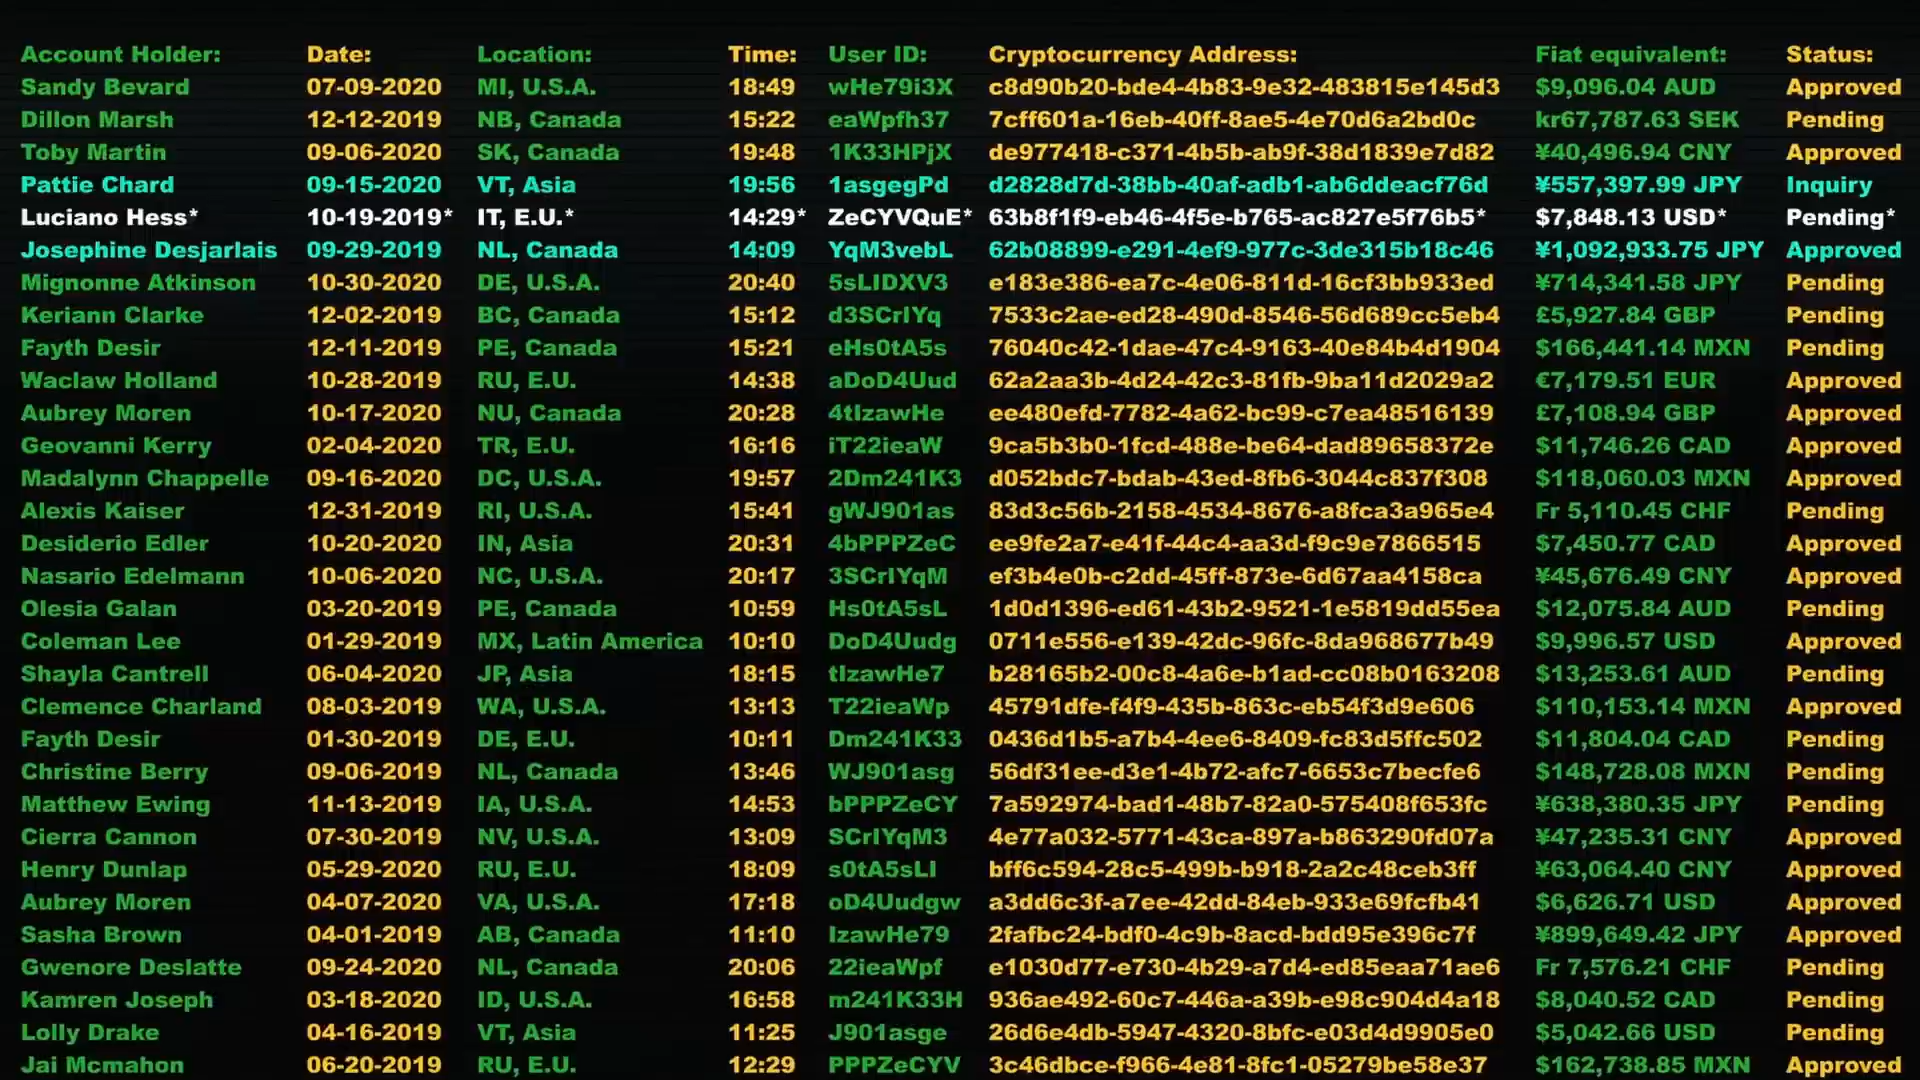 Account Holder: Date: Location: Time: User ID: Cryptocurrency Address: Fiat equivalent: Status:
Sandy Bevard 07-09-2020 MI, U.S.A. 18:49 wHe79i3X c8d90b20-bde4-4b83-9e32-483815e145d3 $9,096.04 AUD Approved
Dillon Marsh 12-12-2019 NB, Canada 15:22 eaWpfh37 7cff601a-16eb-40ff-8ae5-4e70d6a2bd0c kr67,787.63 SEK Pending
Toby Martin 09-06-2020 SK, Canada 19:48 1K33HPjX de977418-c371-4b5b-ab9f-38d1839e7d82 ¥40,496.94 CNY Approved
Pattie Chard 09-15-2020 VT, Asia 19:56 1asgegPd d2828d7d-38bb-40af-adb1-ab6ddeacf76d ¥557,397.99 JPY Inquiry
Luciano Hess* 10-19-2019* IT, E.U.* 14:29* ZeCYVQuE* 63b8f1f9-eb46-4f5e-b765-ac827e5f76b5* $7,848.13 USD* Pending*
Josephine Desjarlais 09-29-2019 NL, Canada 14:09 YqM3vebL 62b08899-e291-4ef9-977c-3de315b18c46 ¥1,092,933.75 JPY Approved
Mignonne Atkinson 10-30-2020 DE, U.S.A. 20:40 5sLIDXV3 e183e386-ea7c-4e06-811d-16cf3bb933ed ¥714,341.58 JPY Pending
Keriann Clarke 12-02-2019 BC, Canada 15:12 d3SCrIYq 7533c2ae-ed28-490d-8546-56d689cc5eb4 £5,927.84 GBP Pending
Fayth Desir 12-11-2019 PE, Canada 15:21 eHs0tA5s 76040c42-1dae-47c4-9163-40e84b4d1904 $166,441.14 MXN Pending
Waclaw Holland 10-28-2019 RU, E.U. 14:38 aDoD4Uud 62a2aa3b-4d24-42c3-81fb-9ba11d2029a2 €7,179.51 EUR Approved
Aubrey Moren 10-17-2020 NU, Canada 20:28 4tIzawHe ee480efd-7782-4a62-bc99-c7ea48516139 £7,108.94 GBP Approved
Geovanni Kerry 02-04-2020 TR, E.U. 16:16 iT22ieaW 9ca5b3b0-1fcd-488e-be64-dad89658372e $11,746.26 CAD Approved
Madalynn Chappelle 09-16-2020 DC, U.S.A. 19:57 2Dm241K3 d052bdc7-bdab-43ed-8fb6-3044c837f308 $118,060.03 MXN Approved
Alexis Kaiser 12-31-2019 RI, U.S.A. 15:41 gWJ901as 83d3c56b-2158-4534-8676-a8fca3a965e4 Fr 5,110.45 CHF Pending
Desiderio Edler 10-20-2020 IN, Asia 20:31 4bPPPZeC ee9fe2a7-e41f-44c4-aa3d-f9c9e7866515 $7,450.77 CAD Approved
Nasario Edelmann 10-06-2020 NC, U.S.A. 20:17 3SCrIYqM ef3b4e0b-c2dd-45ff-873e-6d67aa4158ca ¥45,676.49 CNY Approved
Olesia Galan 03-20-2019 PE, Canada 10:59 Hs0tA5sL 1d0d1396-ed61-43b2-9521-1e5819dd55ea $12,075.84 AUD Pending
Coleman Lee 01-29-2019 MX, Latin America 10:10 DoD4Uudg 0711e556-e139-42dc-96fc-8da968677b49 $9,996.57 USD Approved
Shayla Cantrell 06-04-2020 JP, Asia 18:15 tIzawHe7 b28165b2-00c8-4a6e-b1ad-cc08b0163208 $13,253.61 AUD Pending
Clemence Charland 08-03-2019 WA, U.S.A. 13:13 T22ieaWp 45791dfe-f4f9-435b-863c-eb54f3d9e606 $110,153.14 MXN Approved
Fayth Desir 01-30-2019 DE, E.U. 10:11 Dm241K33 0436d1b5-a7b4-4ee6-8409-fc83d5ffc502 $11,804.04 CAD Pending
Christine Berry 09-06-2019 NL, Canada 13:46 WJ901asg 56df31ee-d3e1-4b72-afc7-6653c7becfe6 $148,728.08 MXN Pending
Matthew Ewing 11-13-2019 IA, U.S.A. 14:53 bPPPZeCY 7a592974-bad1-48b7-82a0-575408f653fc ¥638,380.35 JPY Pending
Cierra Cannon 07-30-2019 NV, U.S.A. 13:09 SCrIYqM3 4e77a032-5771-43ca-897a-b863290fd07a ¥47,235.31 CNY Approved
Henry Dunlap 05-29-2020 RU, E.U. 18:09 s0tA5sLI bff6c594-28c5-499b-b918-2a2c48ceb3ff ¥63,064.40 CNY Approved
Aubrey Moren 04-07-2020 VA, U.S.A. 17:18 oD4Uudgw a3dd6c3f-a7ee-42dd-84eb-933e69fcfb41 $6,626.71 USD Approved
Sasha Brown 04-01-2019 AB, Canada 11:10 IzawHe79 2fafbc24-bdf0-4c9b-8acd-bdd95e396c7f ¥899,649.42 JPY Approved
Gwenore Deslatte 09-24-2020 NL, Canada 20:06 22ieaWpf e1030d77-e730-4b29-a7d4-ed85eaa71ae6 Fr 7,576.21 CHF Pending
Kamren Joseph 03-18-2020 ID, U.S.A. 16:58 m241K33H 936ae492-60c7-446a-a39b-e98c904d4a18 $8,040.52 CAD Pending
Lolly Drake 04-16-2019 VT, Asia 11:25 J901asge 26d6e4db-5947-4320-8bfc-e03d4d9905e0 $5,042.66 USD Pending
Jai Mcmahon 06-20-2019 RU, E.U. 12:29 PPPZeCYV 3c46dbce-f966-4e81-8fc1-05279be58e37 $162,738.85 MXN Approved